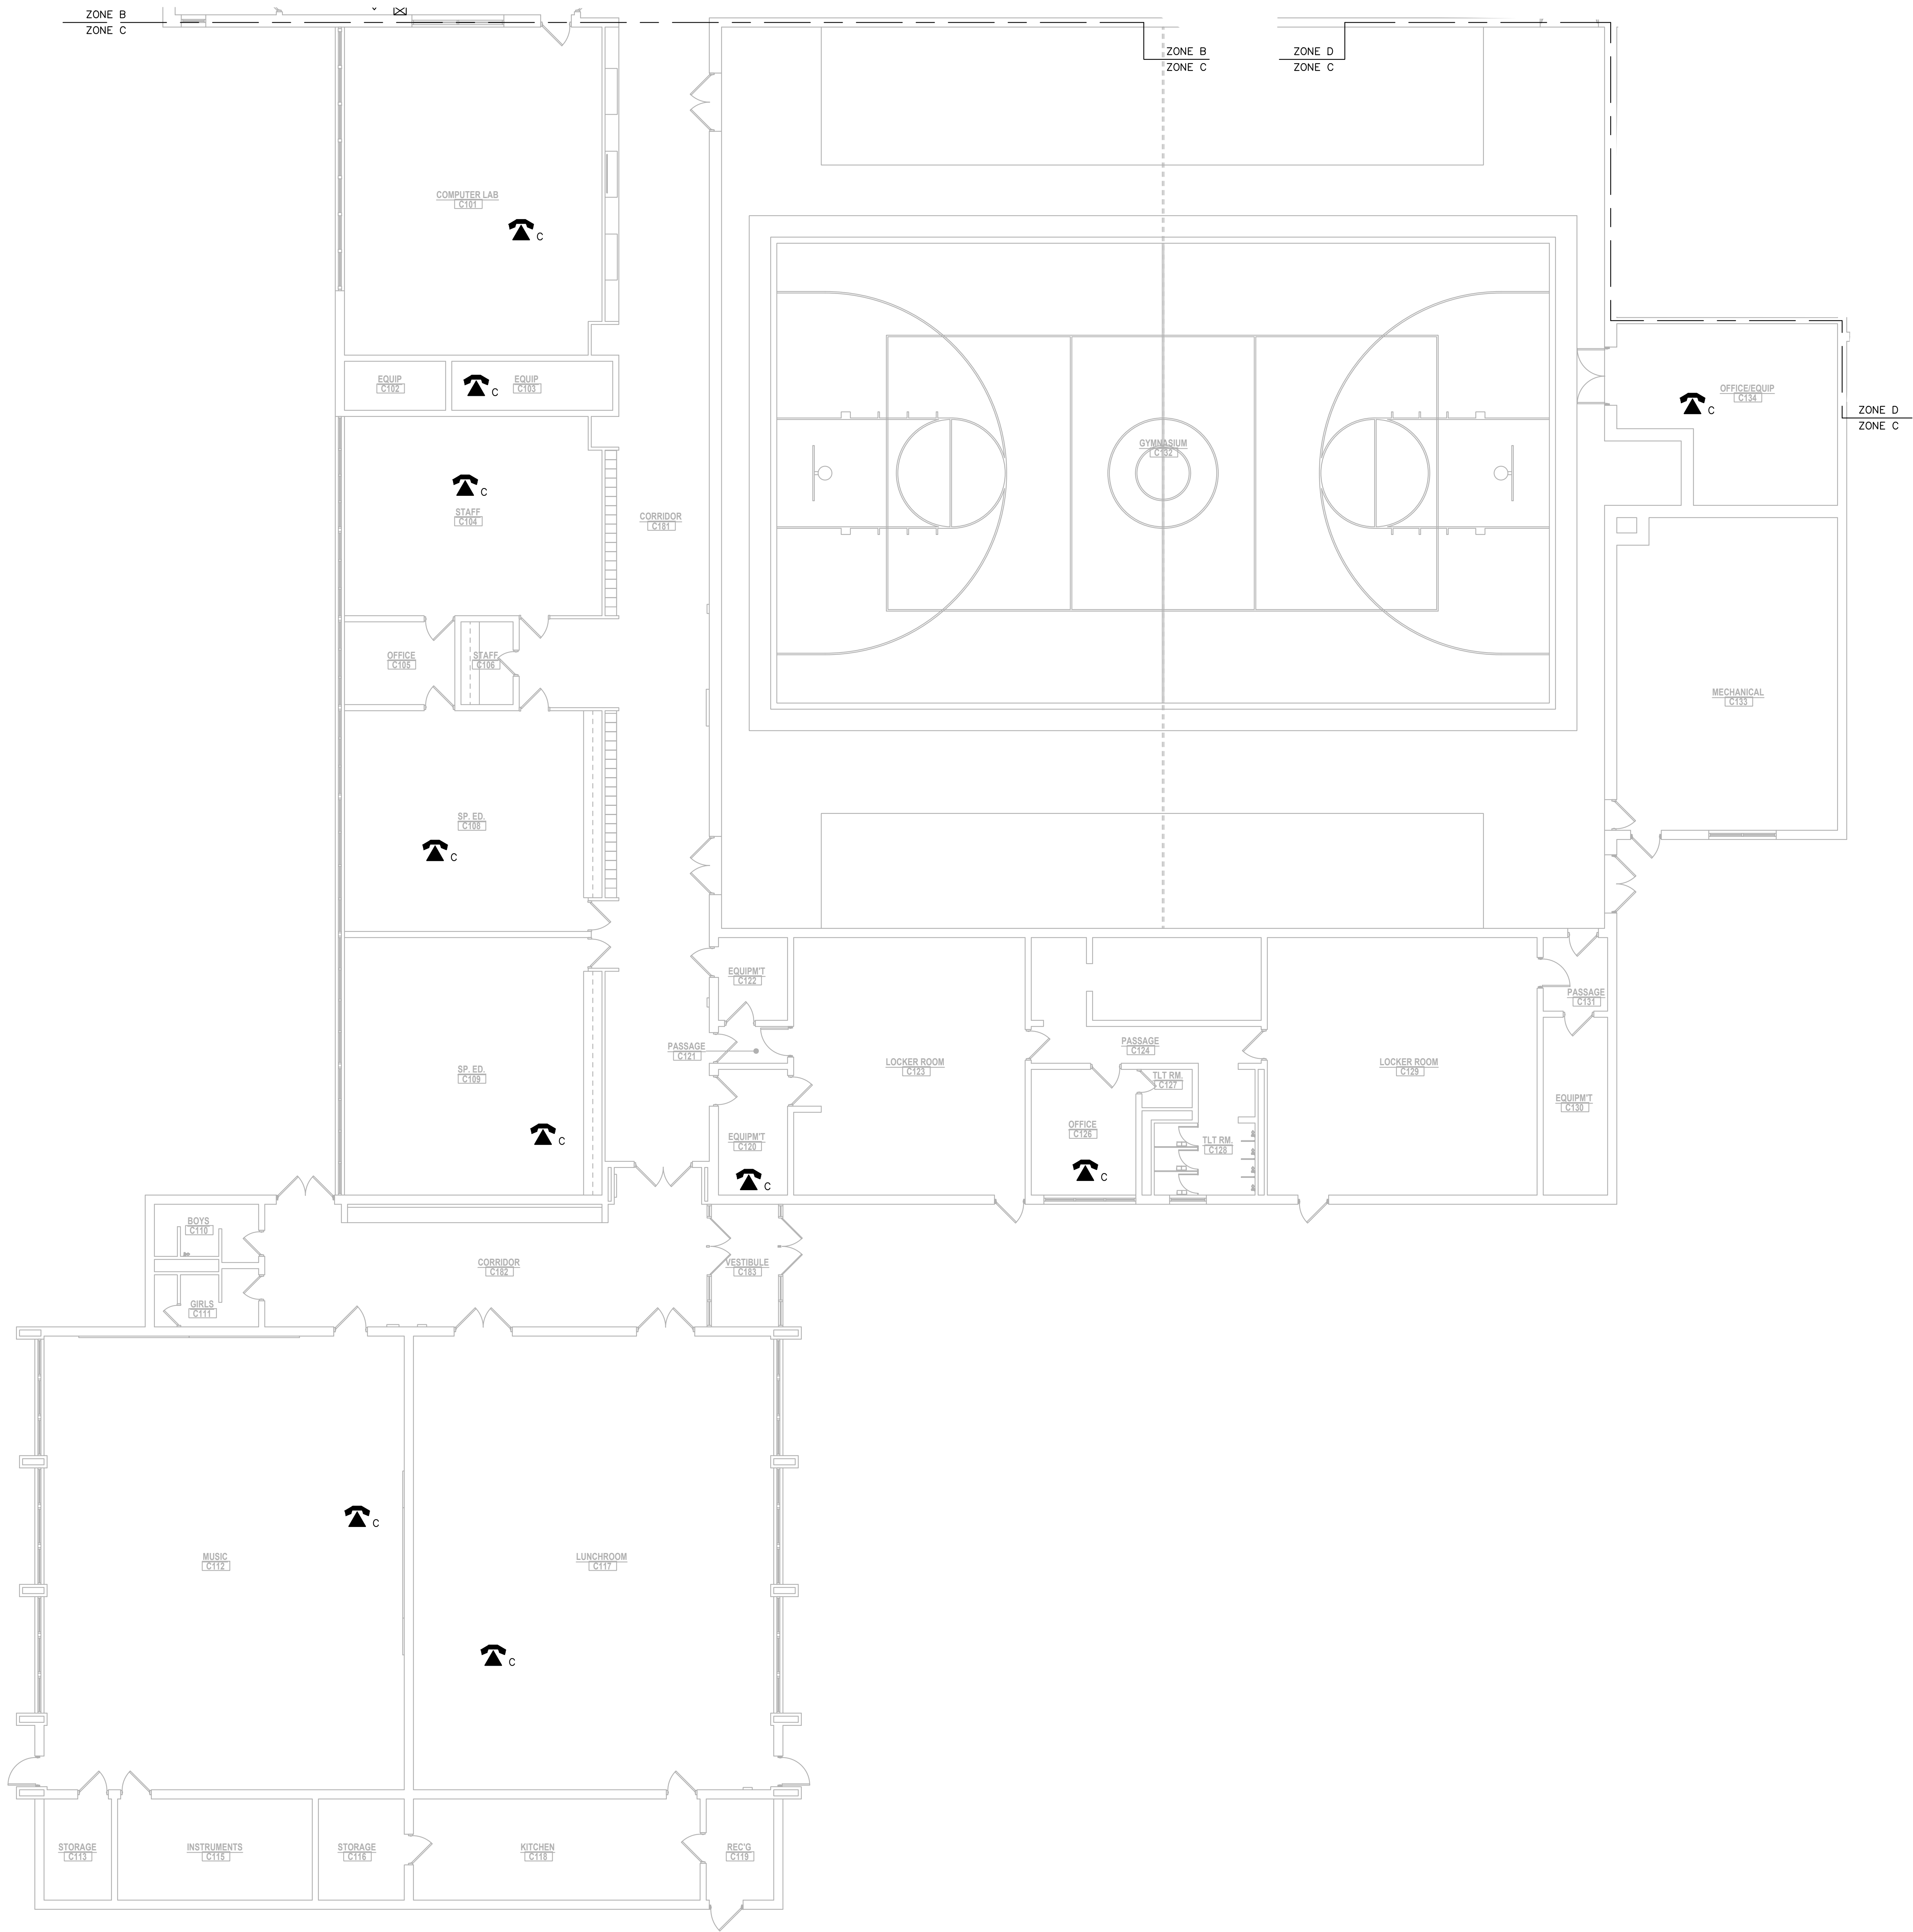 ZONE B
ZONE C
ZONE B
ZONE C
ZONE D
ZONE C
COMPUTER LAB
C101
C
EQUIP
C102
C
EQUIP
C103
OFFICE/EQUIP
C134
C
ZONE D
ZONE C
GYMNASIUM
C132
C
STAFF
C104
CORRIDOR
C181
OFFICE
C105
STAFF
C106
MECHANICAL
C133
SP. ED.
C108
C
EQUIPM'T
C122
PASSAGE
C131
PASSAGE
C121
PASSAGE
C124
LOCKER ROOM
C123
LOCKER ROOM
C129
SP. ED.
C109
TLT RM.
C127
EQUIPM'T
C130
OFFICE
C126
C
EQUIPM'T
C120
TLT RM.
C128
C
C
BOYS
C110
CORRIDOR
C182
VESTIBULE
C183
GIRLS
C111
C
MUSIC
C112
LUNCHROOM
C117
C
STORAGE
C113
INSTRUMENTS
C115
STORAGE
C116
KITCHEN
C118
REC'G
C119